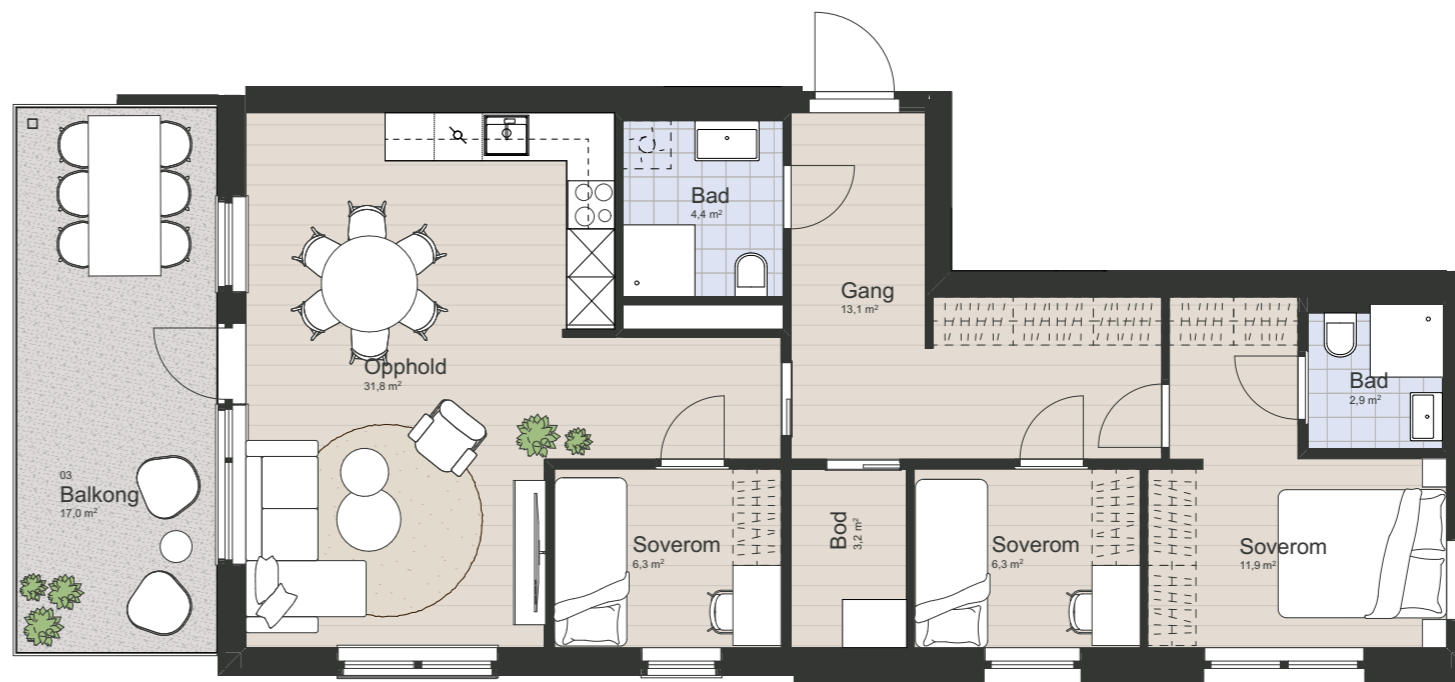 Bad
4,4 m²
Gang
13,1 m²
Opphold
31,8 m²
Bad
2,9 m²
03
Balkong
17,0 m²
Soverom
6,3 m²
Bod
3,2 m²
Soverom
6,3 m²
Soverom
11,9 m²